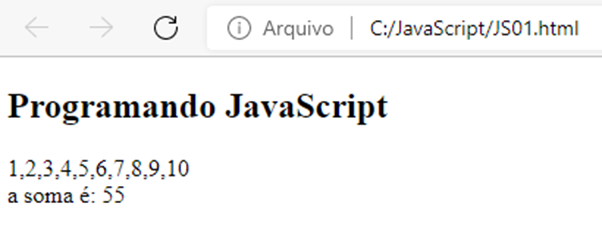 Arquivo | C:/JavaScript/JS01.html
Programando JavaScript
1,2,3,4,5,6,7,8,9,10
a soma é: 55